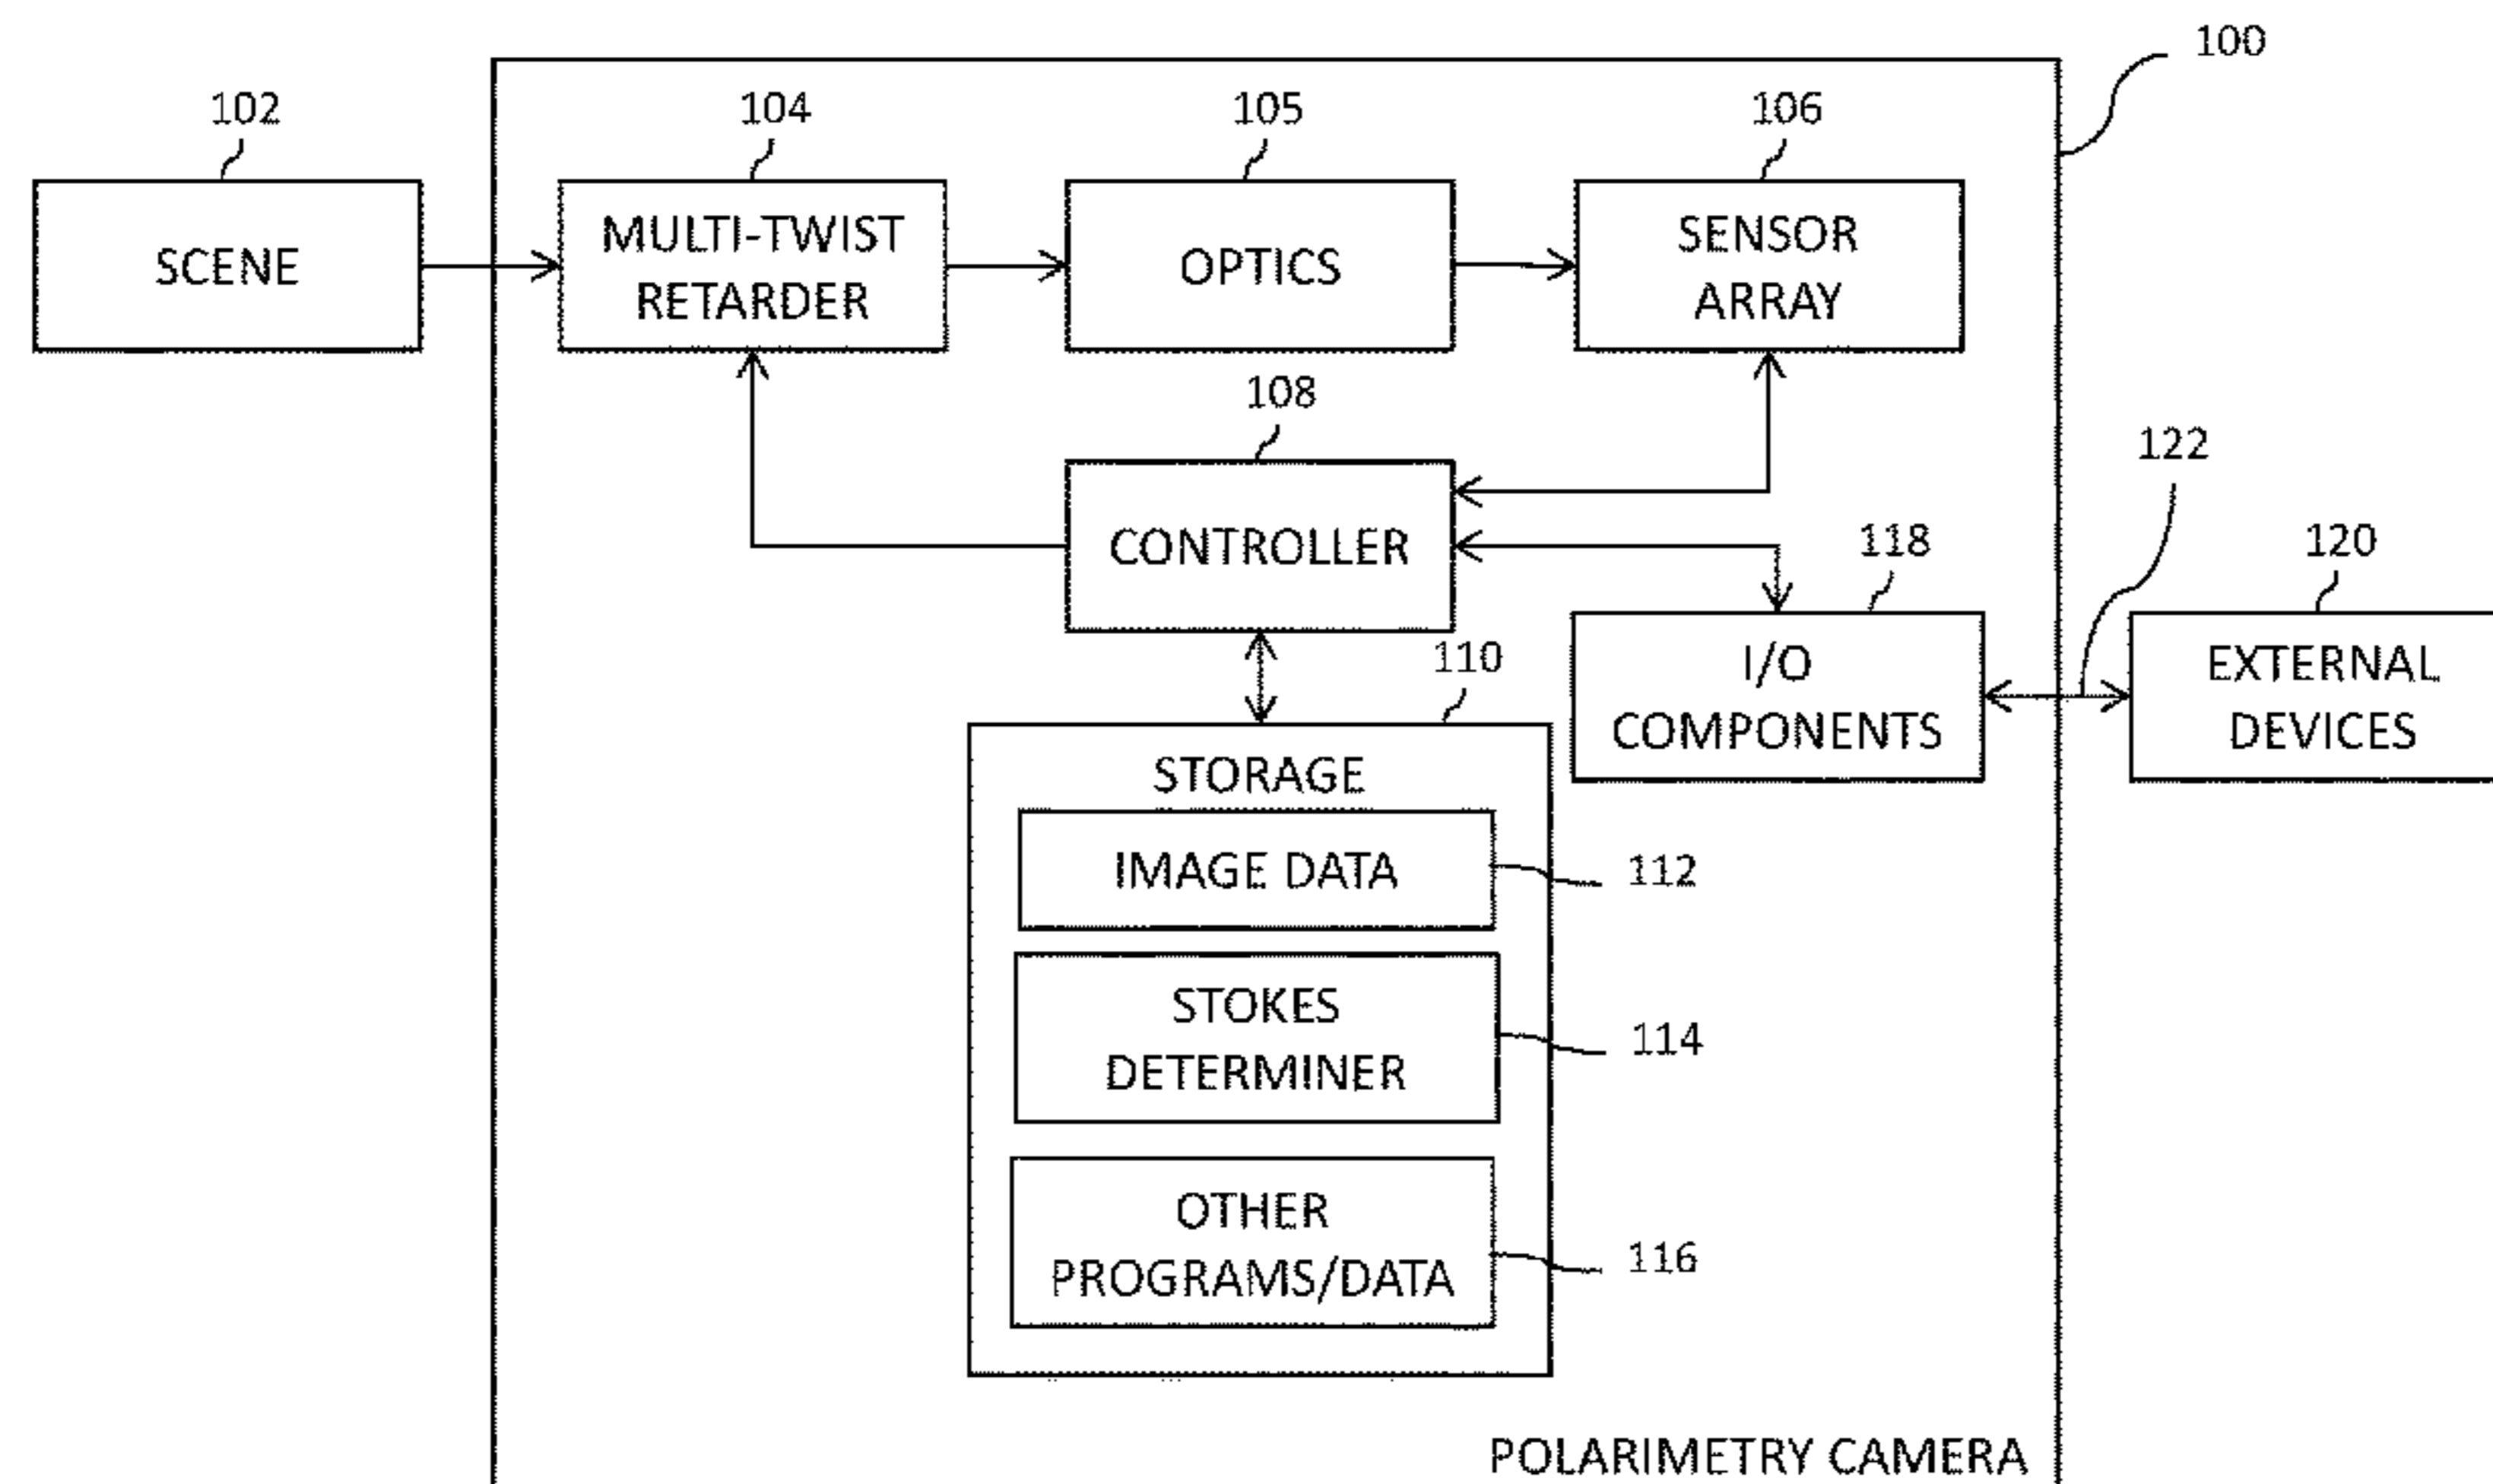 100
102
104
105
106
SCENE
MULTI-TWIST
RETARDER
OPTICS
SENSOR
ARRAY
108
122
CONTROLLER
118
120
110
I/O
COMPONENTS
EXTERNAL
DEVICES
STORAGE
IMAGE DATA
112
STOKES
DETERMINER
114
OTHER
PROGRAMS/DATA
116
POLARIMETRY CAMERA